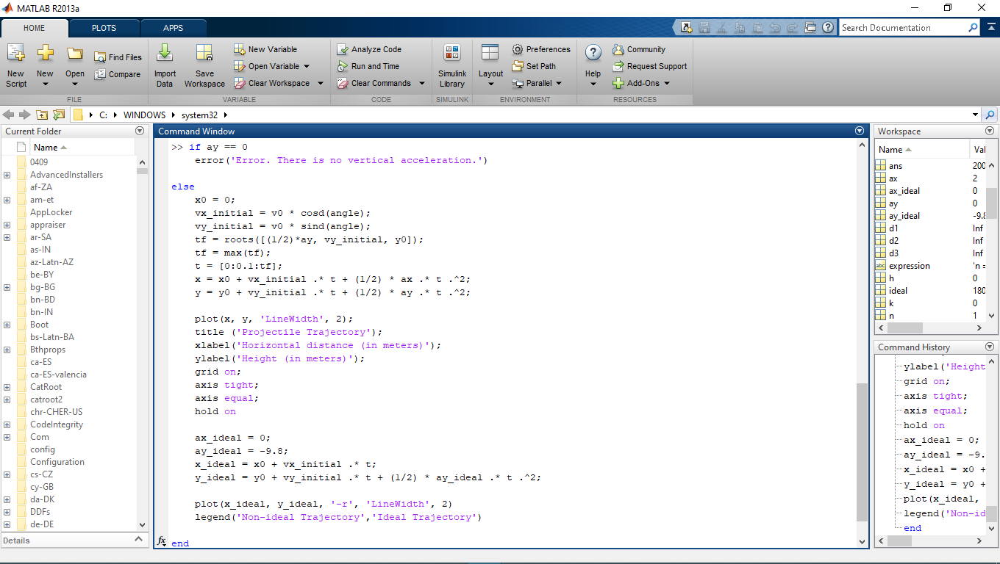 MATLAB R2013a
HOME PLOTS APPS
Search Documentation
New Script
New
Open
Find Files
Compare
FILE
Import Data
Save Workspace
New Variable
Open Variable
Clear Workspace
VARIABLE
Analyze Code
Run and Time
Clear Commands
CODE
Simulink Library
SIMULINK
Layout
Preferences
Set Path
Parallel
ENVIRONMENT
Help
Community
Request Support
Add-Ons
RESOURCES
C: WINDOWS system32
Current Folder
Name
0409
AdvancedInstallers
af-ZA
am-et
AppLocker
appraiser
ar-SA
as-IN
az-Latn-AZ
be-BY
bg-BG
bn-BD
bn-IN
Boot
bs-Latn-BA
Bthprops
ca-ES
ca-ES-valencia
CatRoot
catroot2
chr-CHER-US
CodeIntegrity
Com
config
Configuration
cs-CZ
cy-GB
da-DK
DDFs
de-DE
Details
Command Window
>> if ay == 0
error('Error. There is no vertical acceleration.')
else
x0 = 0;
vx_initial = v0 * cosd(angle);
vy_initial = v0 * sind(angle);
tf = roots([(1/2)*ay, vy_initial, y0]);
tf = max(tf);
t = [0:0.1:tf];
x = x0 + vx_initial .* t + (1/2) * ax .* t .^2;
y = y0 + vy_initial .* t + (1/2) * ay .* t .^2;
plot(x, y, 'LineWidth', 2);
title ('Projectile Trajectory');
xlabel('Horizontal distance (in meters)');
ylabel('Height (in meters)');
grid on;
axis tight;
axis equal;
hold on
ax_ideal = 0;
ay_ideal = -9.8;
x_ideal = x0 + vx_initial .* t;
y_ideal = y0 + vy_initial .* t + (1/2) * ay_ideal .* t .^2;
plot(x_ideal, y_ideal, '-r', 'LineWidth', 2)
legend('Non-ideal Trajectory','Ideal Trajectory')
fx end
Workspace
Name Val
ans 200
ax 2
ax_ideal 0
ay 0
ay_ideal -9.8
d1 Inf
d2 Inf
d3 Inf
abc expression 'n =
h 0
ideal 180
k 0
n 1
Command History
ylabel('Height
grid on;
axis tight;
axis equal;
hold on
ax_ideal = 0;
ay_ideal = -9.
x_ideal = x0 +
y_ideal = y0 +
plot(x_ideal,
legend('Non-id
end